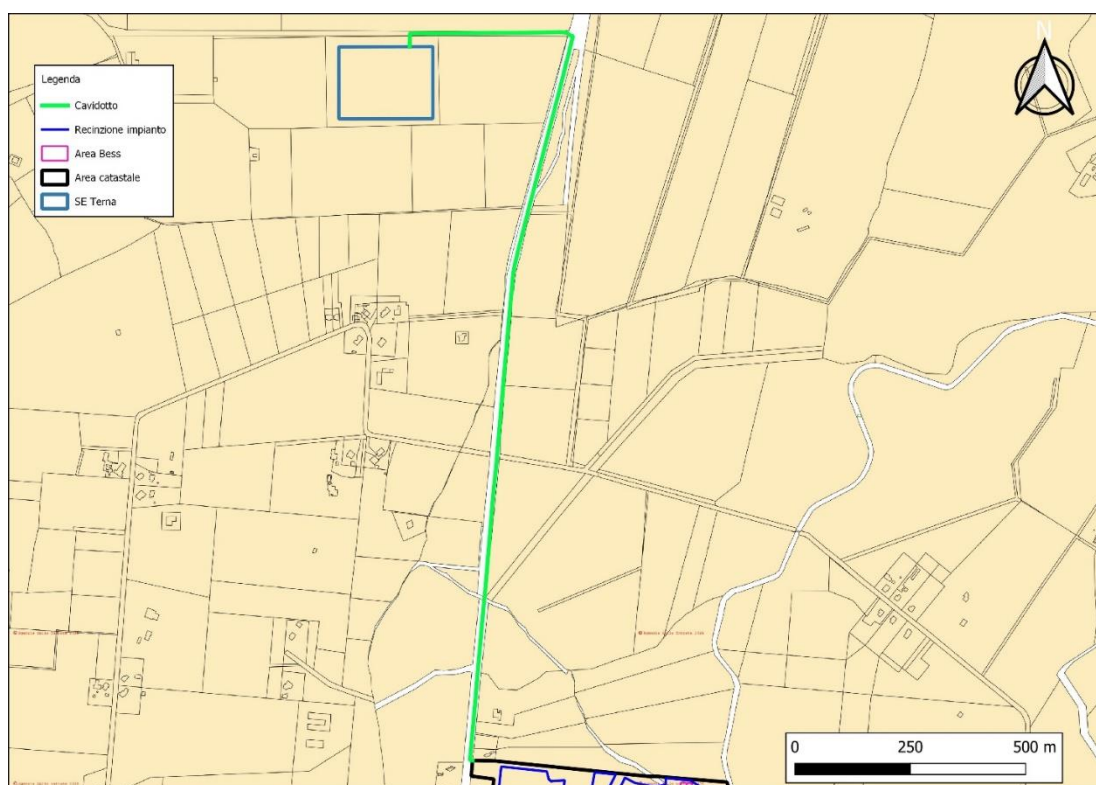 N
Legenda
Cavidotto
Recinzione impianto
Area Bess
Area catastale
SE Terna
0 250 500 m